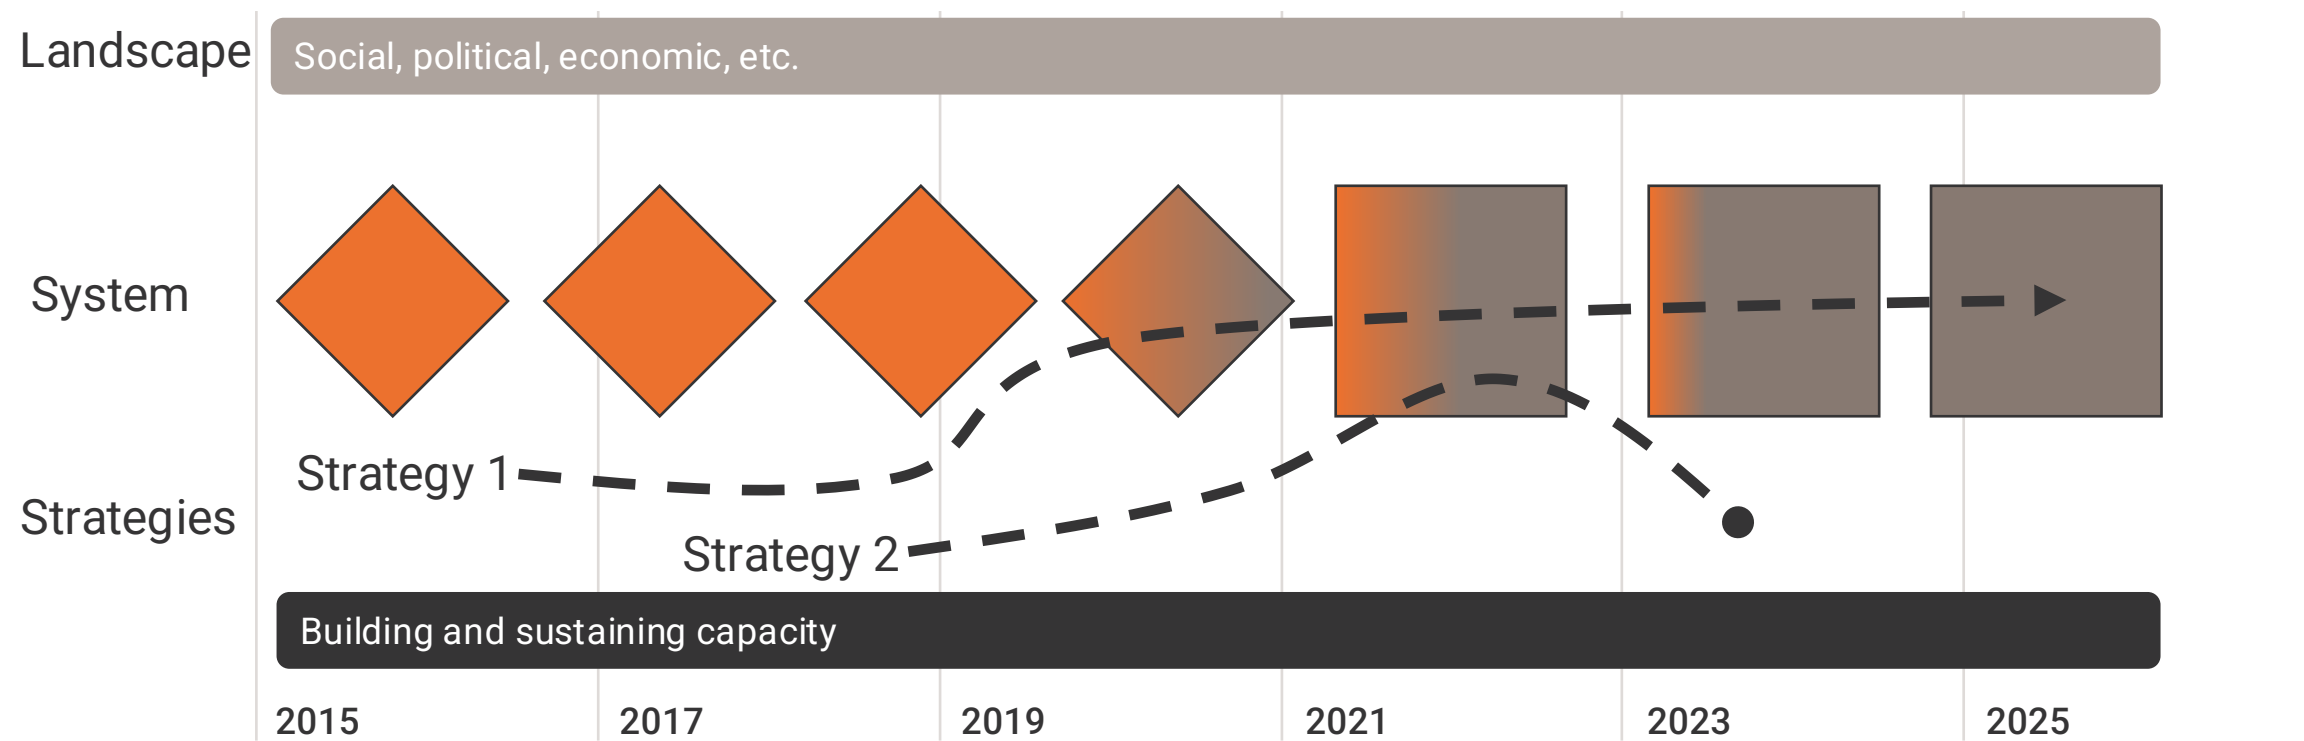 Landscape
Social, political, economic, etc.
System
Strategy 1
Strategies
Strategy 2
Building and sustaining capacity
2015
2017
2019
2021
2023
2025